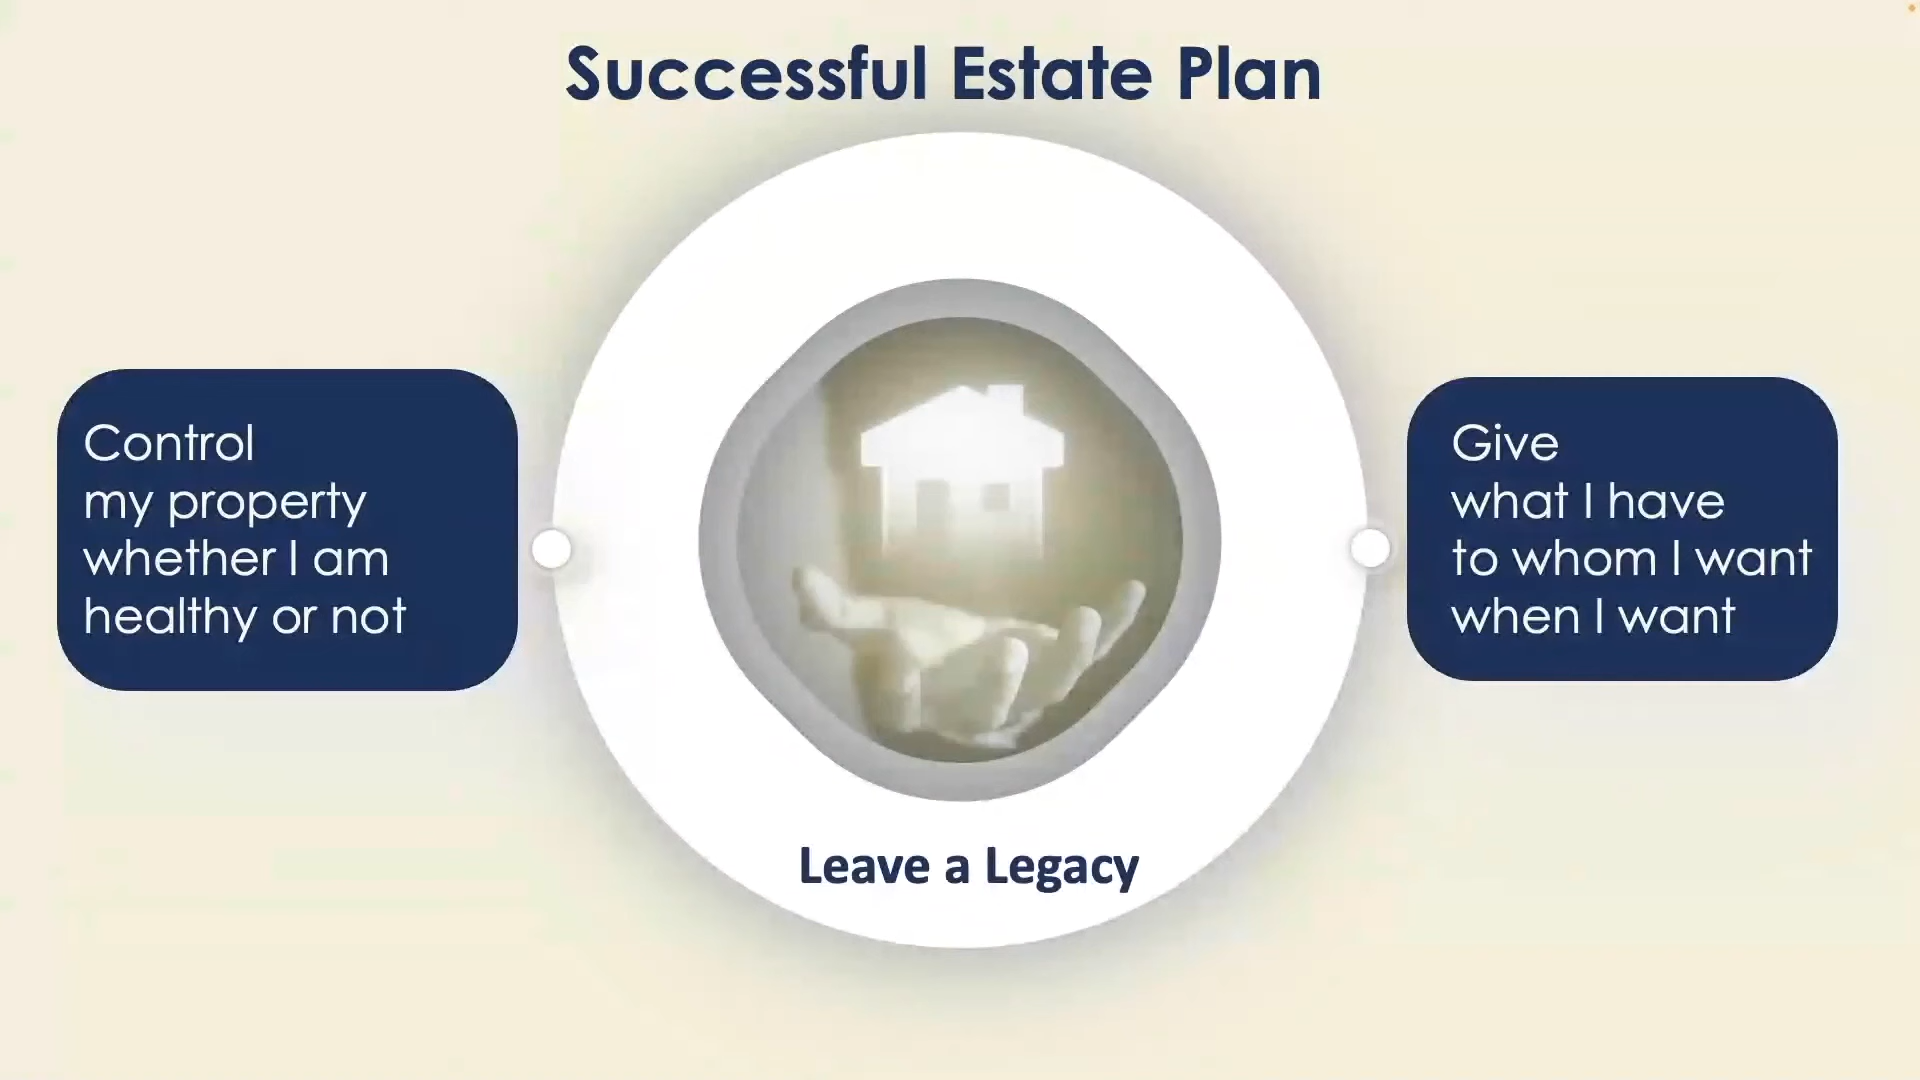 Successful Estate Plan
Control
my property
whether I am
healthy or not
Give
what I have
to whom I want
when I want
Leave a Legacy